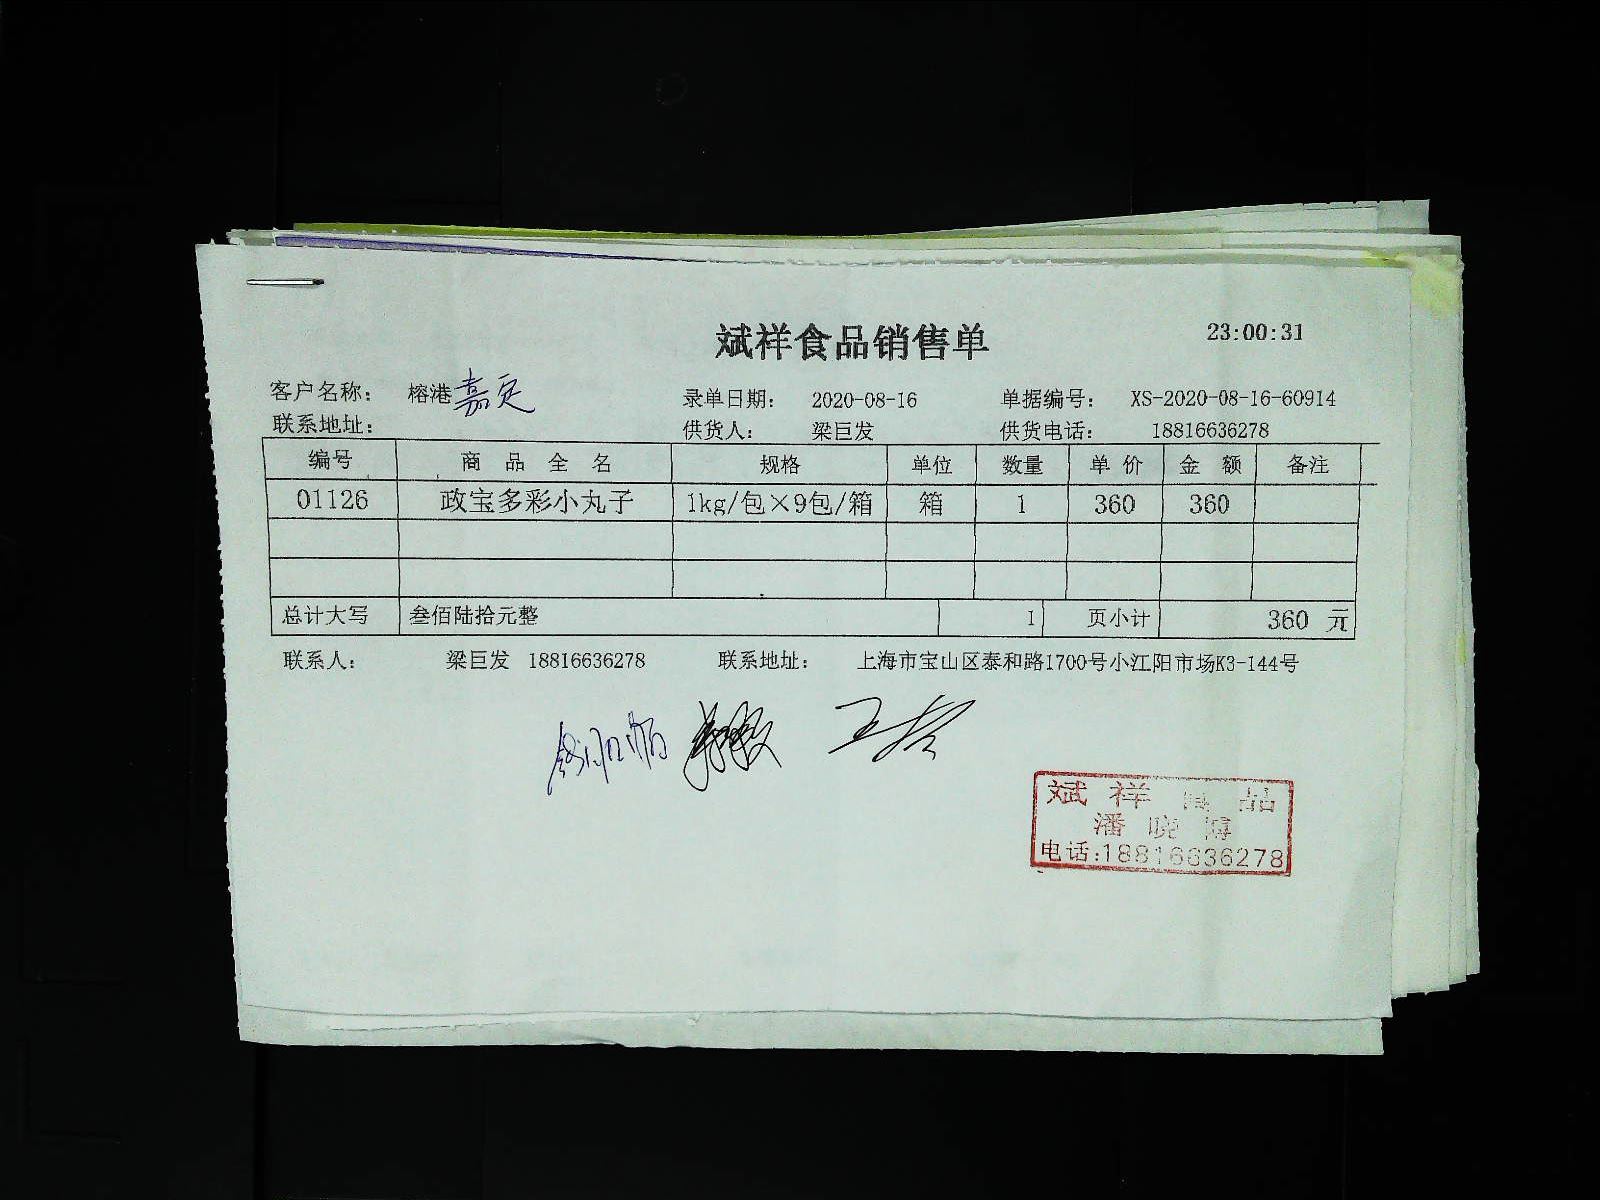 斌祥食品销售单 23:00:31
客户名称： 榕港嘉定 录单日期： 2020-08-16 单据编号： XS-2020-08-16-60914
联系地址： 供货人： 梁巨发 供货电话： 18816636278
编号 商品全名 规格 单位 数量 单价 金额 备注
01126 政宝多彩小丸子 1kg/包×9包/箱 箱 1 360 360
总计大写 叁佰陆拾元整 1 页小计 360 元
联系人： 梁巨发 18816636278 联系地址： 上海市宝山区泰和路1700号小江阳市场K3-144号
斌祥食品
潘晓博
电话:18816636278